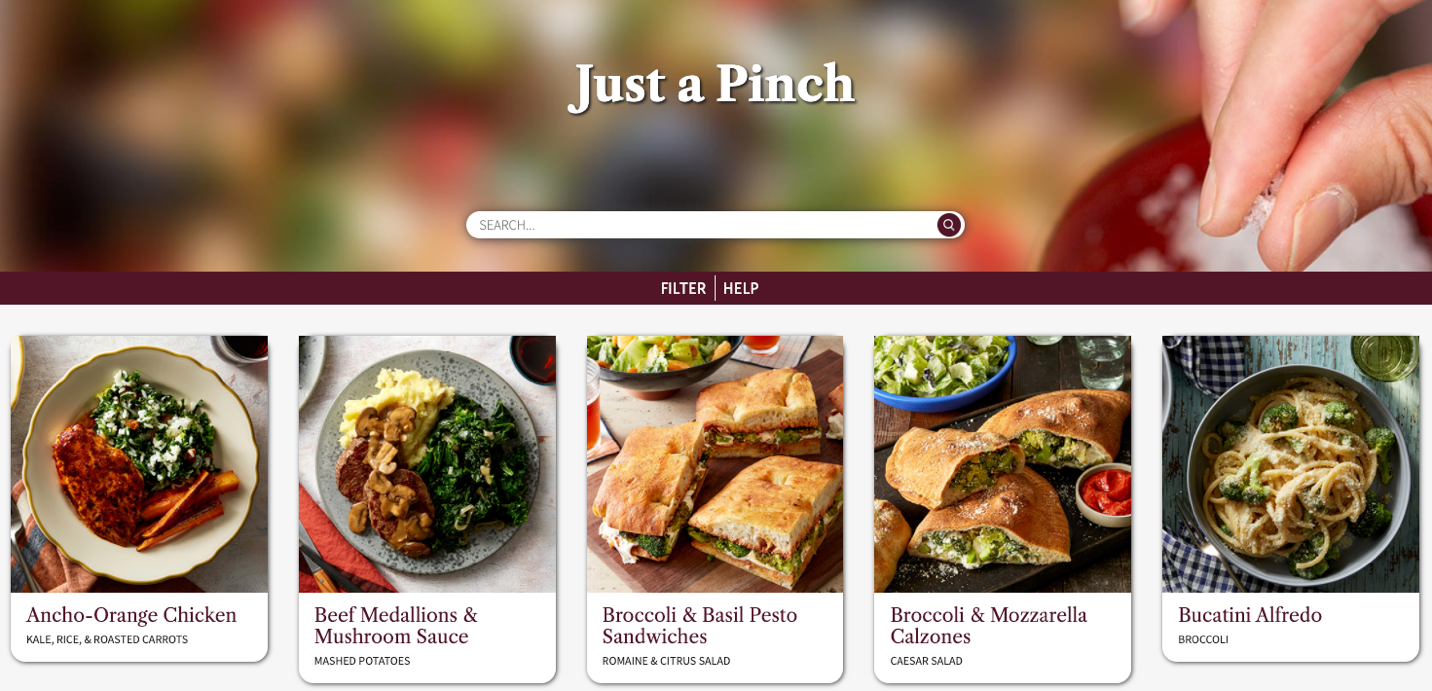 Just a Pinch
SEARCH...
FILTER HELP
Ancho-Orange Chicken
KALE, RICE, & ROASTED CARROTS
Beef Medallions &
Mushroom Sauce
MASHED POTATOES
Broccoli & Basil Pesto
Sandwiches
ROMAINE & CITRUS SALAD
Broccoli & Mozzarella
Calzones
CAESAR SALAD
Bucatini Alfredo
BROCCOLI